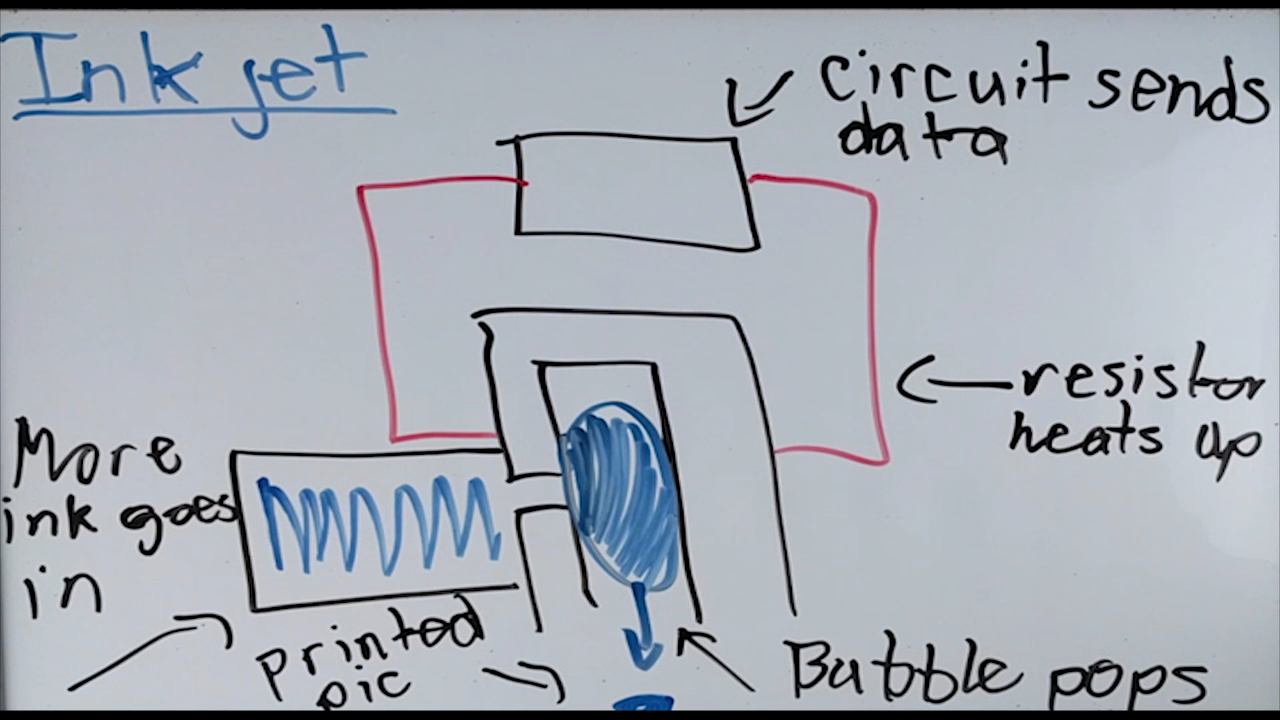 Ink jet
circuit sends
data
resistor
heats up
More
ink goes
in
printed
pic
Bubble pops